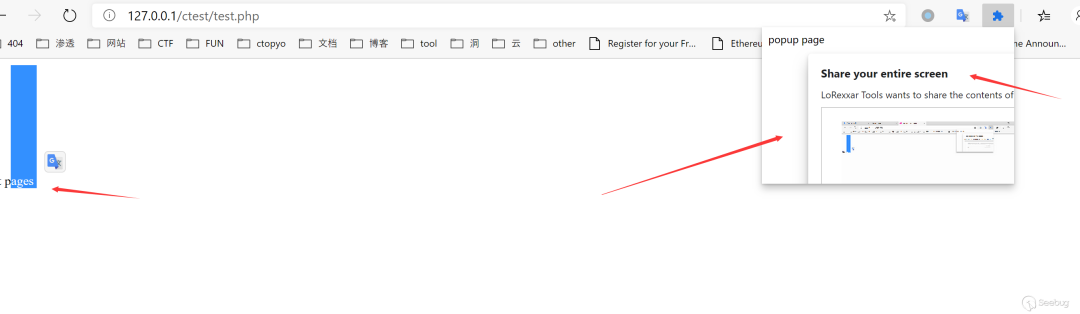 127.0.0.1/ctest/test.php
404 渗透 网站 CTF FUN ctopyo 文档 博客 tool 洞 云 other Register for your Fr... Ethereu ne Announ...
popup page
Share your entire screen
LoRexxar Tools wants to share the contents of
t pages
Seebug